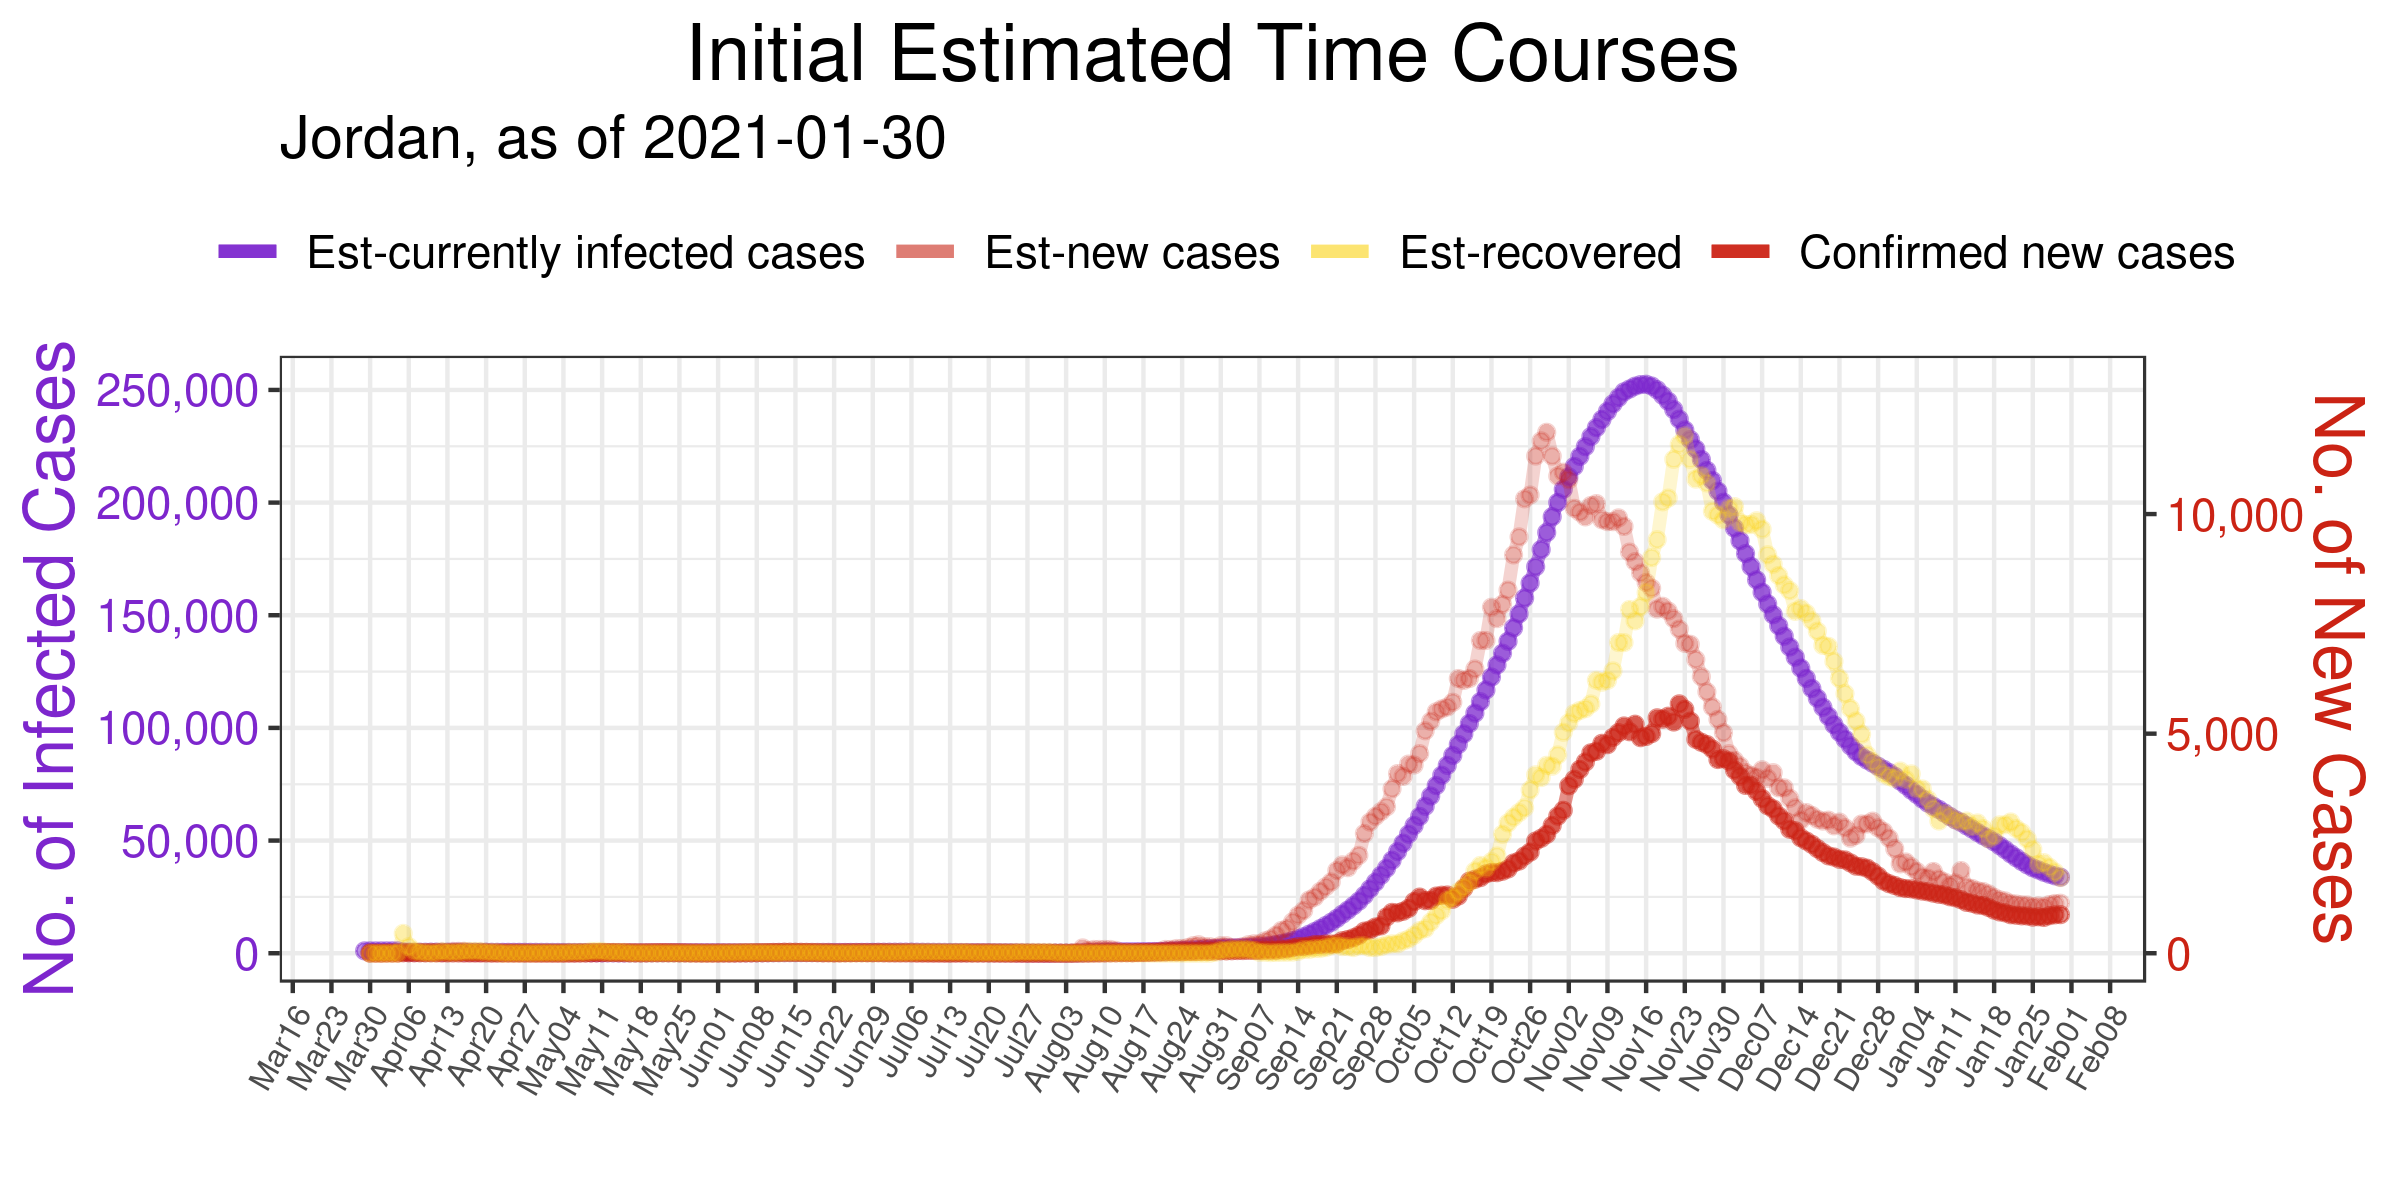 Initial Estimated Time Courses
Jordan, as of 2021-01-30
Est-currently infected cases Est-new cases Est-recovered Confirmed new cases
No. of Infected Cases
250,000
200,000
150,000
100,000
50,000
0
10,000
5,000
0
No. of New Cases
Mar16 Mar23 Mar30 Apr06 Apr13 Apr20 Apr27 May04 May11 May18 May25 Jun01 Jun08 Jun15 Jun22 Jun29 Jul06 Jul13 Jul20 Jul27 Aug03 Aug10 Aug17 Aug24 Aug31 Sep07 Sep14 Sep21 Sep28 Oct05 Oct12 Oct19 Oct26 Nov02 Nov09 Nov16 Nov23 Nov30 Dec07 Dec14 Dec21 Dec28 Jan04 Jan11 Jan18 Jan25 Feb01 Feb08